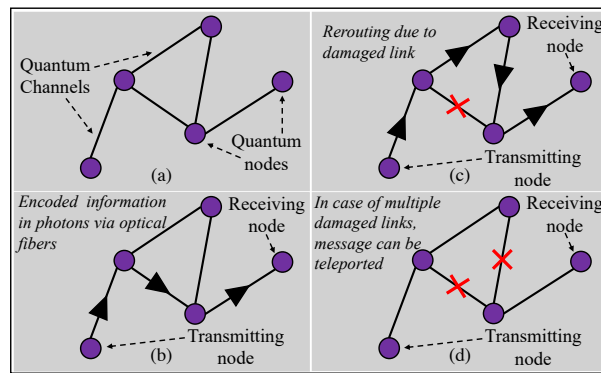 Quantum
Channels
Quantum
nodes
(a)
Rerouting due to
damaged link
Receiving
node
Transmitting
node
(c)
Encoded information
in photons via optical
fibers
Receiving
node
Transmitting
node
(b)
In case of multiple
damaged links,
message can be
teleported
Receiving
node
Transmitting
node
(d)